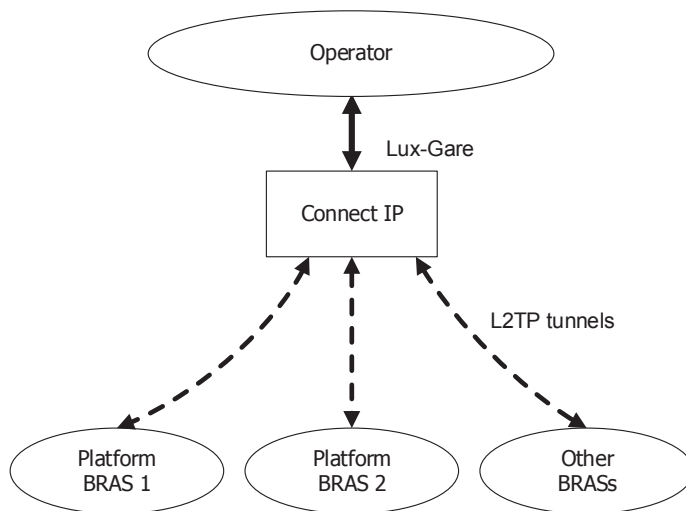 Operator
Lux-Gare
Connect IP
L2TP tunnels
Platform
BRAS 1
Platform
BRAS 2
Other
BRASs